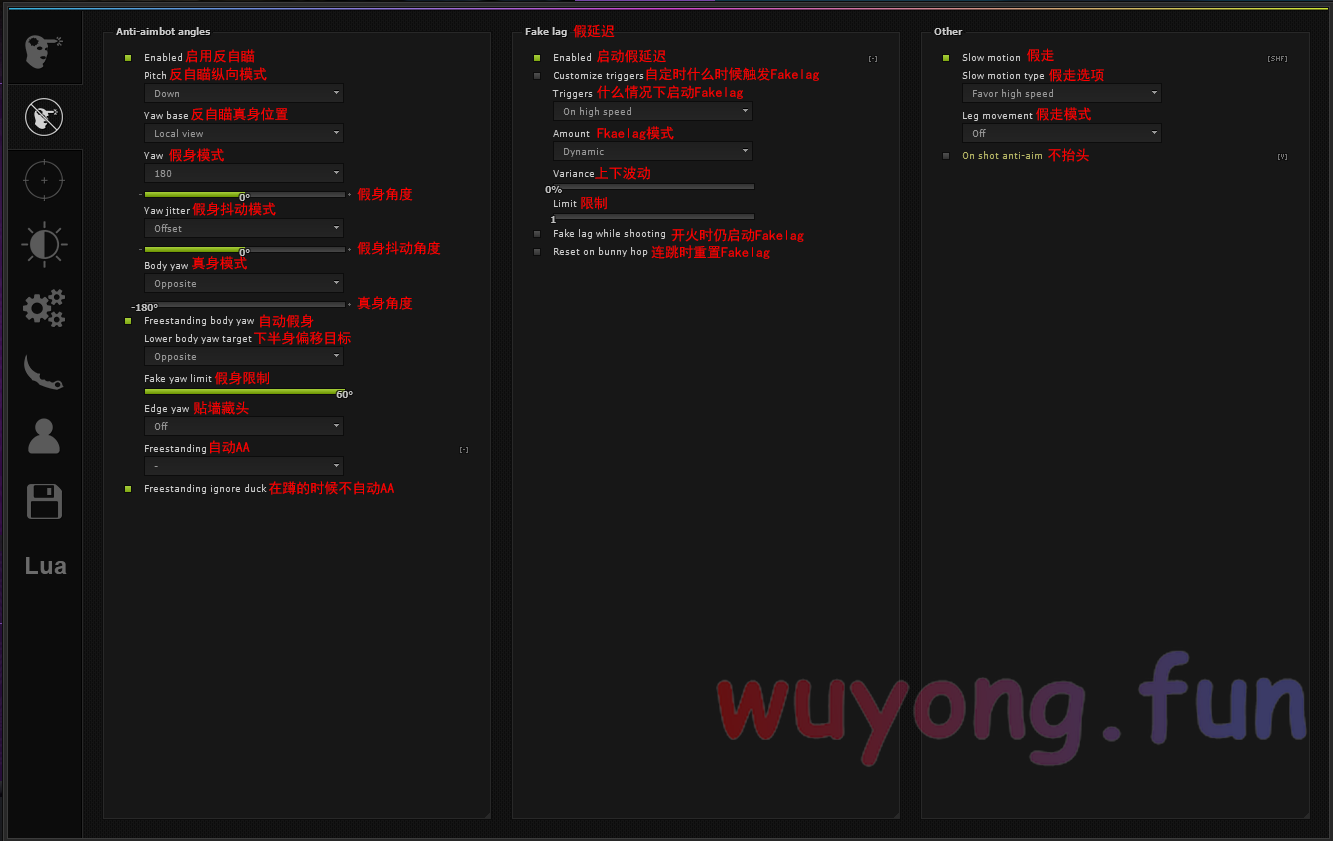 Anti-aimbot angles
Enabled 启用反自瞄
Pitch 反自瞄纵向模式
Down
Yaw base 反自瞄真身位置
Local view
Yaw 假身模式
180
- 0° + 假身角度
Yaw jitter 假身抖动模式
Offset
- 0° + 假身抖动角度
Body yaw 真身模式
Opposite
-180° + 真身角度
Freestanding body yaw 自动假身
Lower body yaw target 下半身偏移目标
Opposite
Fake yaw limit 假身限制
60°
Edge yaw 贴墙藏头
Off
Freestanding 自动AA [-]
-
Freestanding ignore duck 在蹲的时候不自动AA
Fake lag 假延迟
Enabled 启动假延迟 [-]
Customize triggers 自定时什么时候触发Fakelag
Triggers 什么情况下启动Fakelag
On high speed
Amount Fkaelag模式
Dynamic
Variance 上下波动
0%
Limit 限制
1
Fake lag while shooting 开火时仍启动Fakelag
Reset on bunny hop 连跳时重置Fakelag
Other
Slow motion 假走 [SHF]
Slow motion type 假走选项
Favor high speed
Leg movement 假走模式
Off
On shot anti-aim 不抬头 [V]
Lua
wuyong.fun